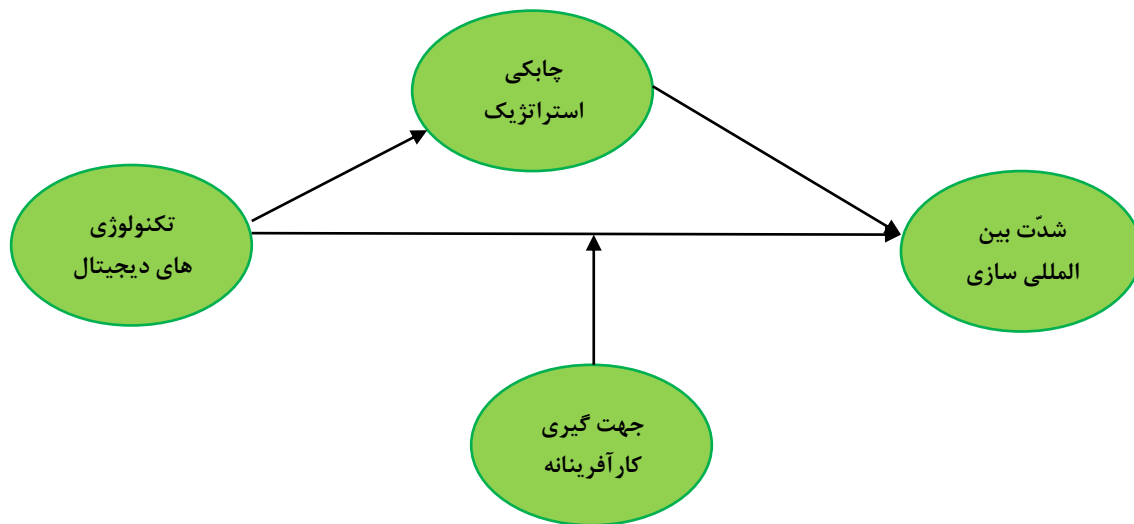 چابکی
استراتژیک
تکنولوژی
های دیجیتال
شدّت بین
المللی سازی
جهت گیری
کارآفرینانه